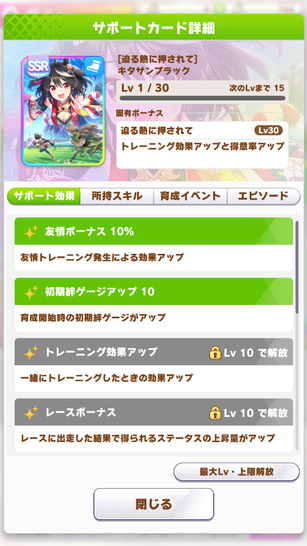 サポートカード詳細
SSR
[迫る熱に押されて]
キタサンブラック
Lv 1 / 30 次のLvまで 15
固有ボーナス
迫る熱に押されて Lv30
トレーニング効果アップと得意率アップ
サポート効果 所持スキル 育成イベント エピソード
友情ボーナス 10%
友情トレーニング発生による効果アップ
初期絆ゲージアップ 10
育成開始時の初期絆ゲージがアップ
トレーニング効果アップ Lv 10 で解放
一緒にトレーニングしたときの効果アップ
レースボーナス Lv 10 で解放
レースに出走した結果で得られるステータスの上昇量がアップ
最大Lv・上限解放
閉じる